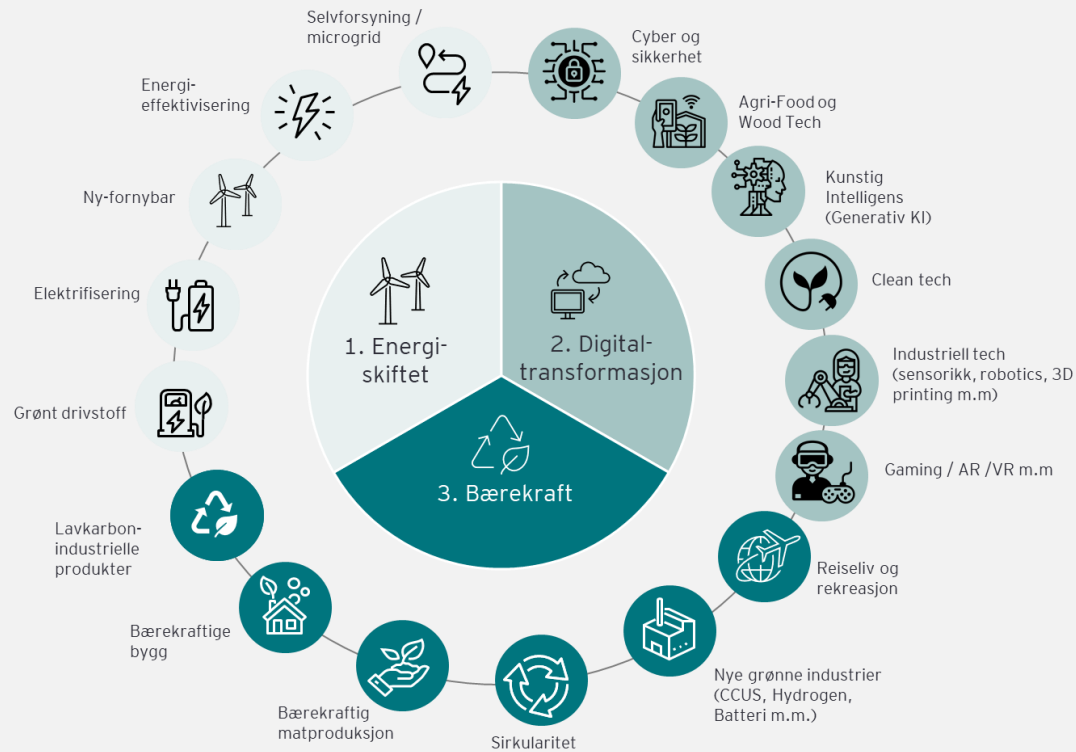 Selvforsyning /
microgrid
Cyber og
sikkerhet
Energi-
effektivisering
Agri-Food og
Wood Tech
Ny-fornybar
Kunstig
Intelligens
(Generativ KI)
Elektrifisering
Clean tech
Grønt drivstoff
Industriell tech
(sensorikk, robotics, 3D
printing m.m)
Gaming / AR /VR m.m
1. Energi-
skiftet
2. Digital-
transformasjon
3. Bærekraft
Lavkarbon-
industrielle
produkter
Reiseliv og
rekreasjon
Bærekraftige
bygg
Nye grønne industrier
(CCUS, Hydrogen,
Batteri m.m.)
Bærekraftig
matproduksjon
Sirkularitet